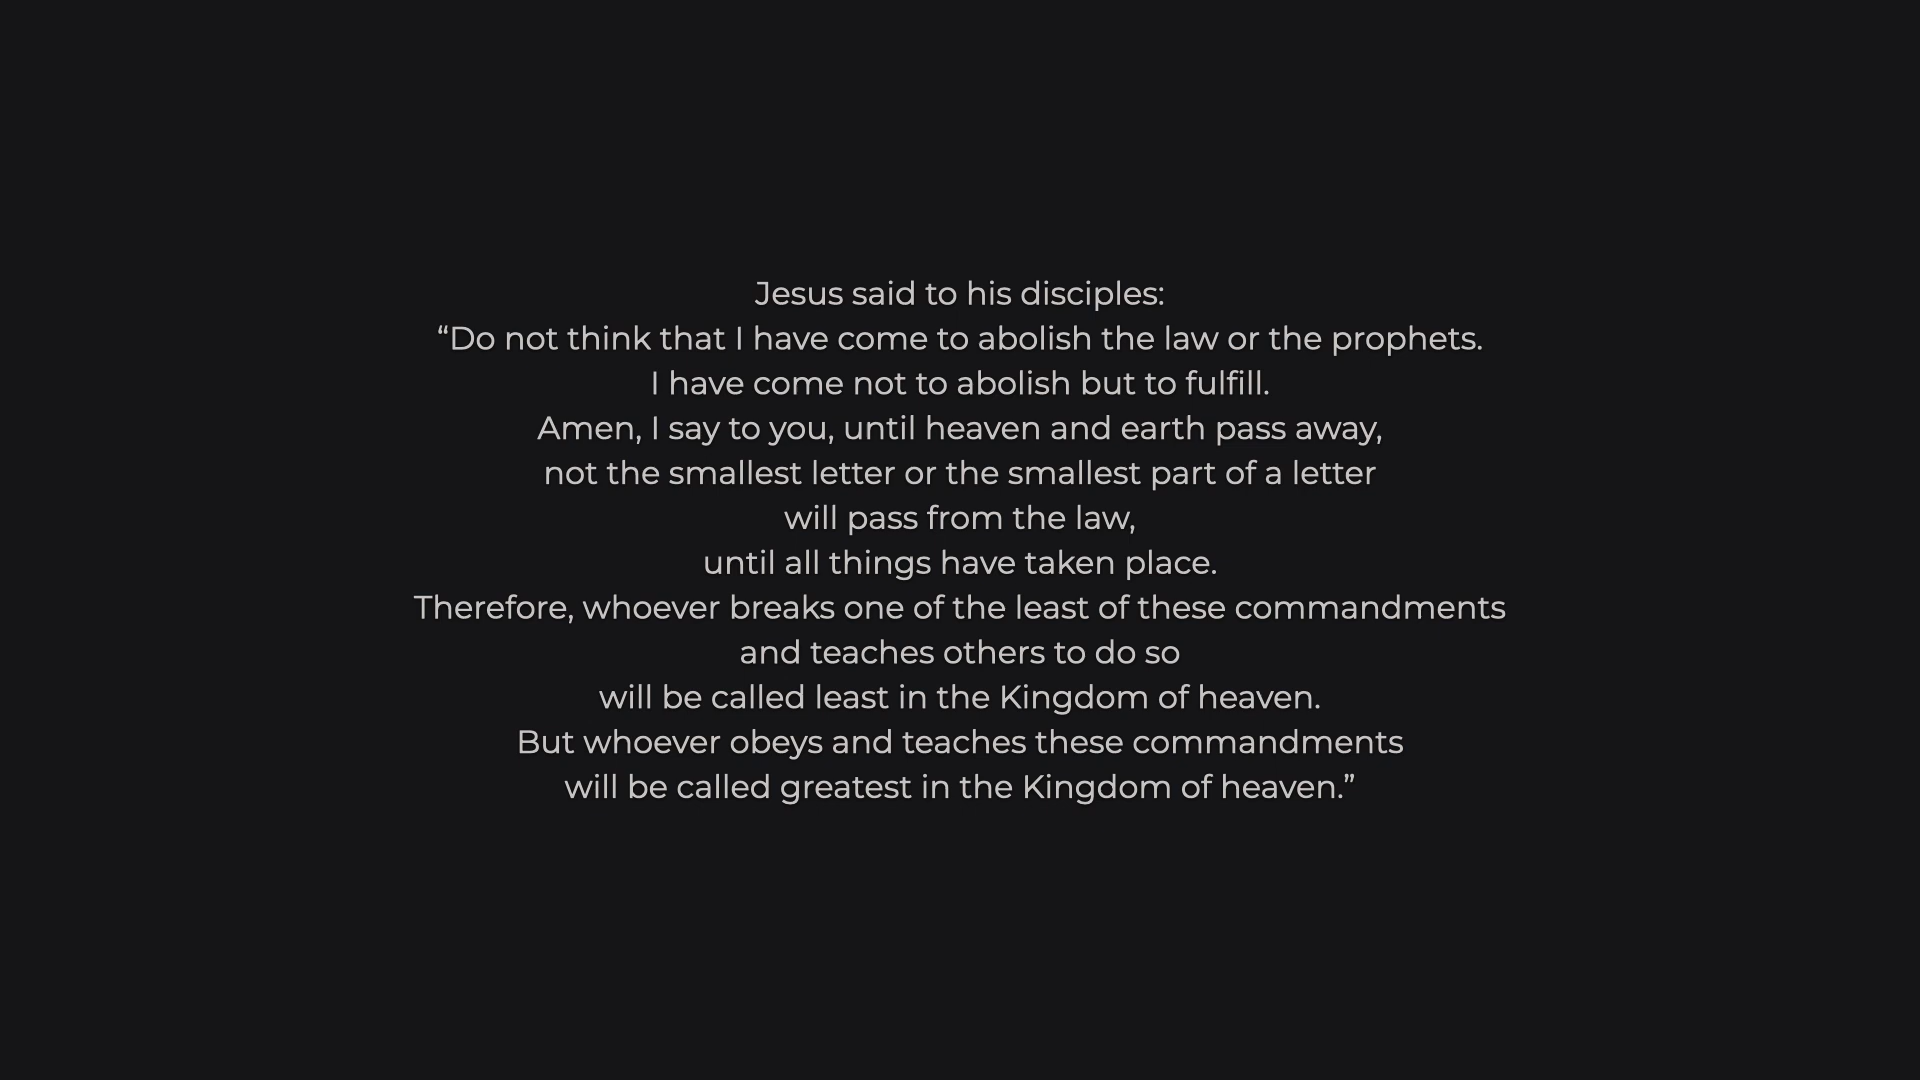 Jesus said to his disciples:
“Do not think that I have come to abolish the law or the prophets.
I have come not to abolish but to fulfill.
Amen, I say to you, until heaven and earth pass away,
not the smallest letter or the smallest part of a letter
will pass from the law,
until all things have taken place.
Therefore, whoever breaks one of the least of these commandments
and teaches others to do so
will be called least in the Kingdom of heaven.
But whoever obeys and teaches these commandments
will be called greatest in the Kingdom of heaven.”